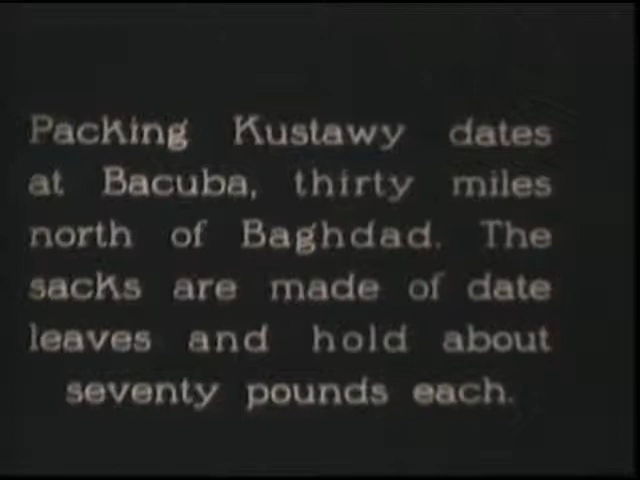 Packing Kustawy dates
at Bacuba, thirty miles
north of Baghdad. The
sacks are made of date
leaves and hold about
seventy pounds each.